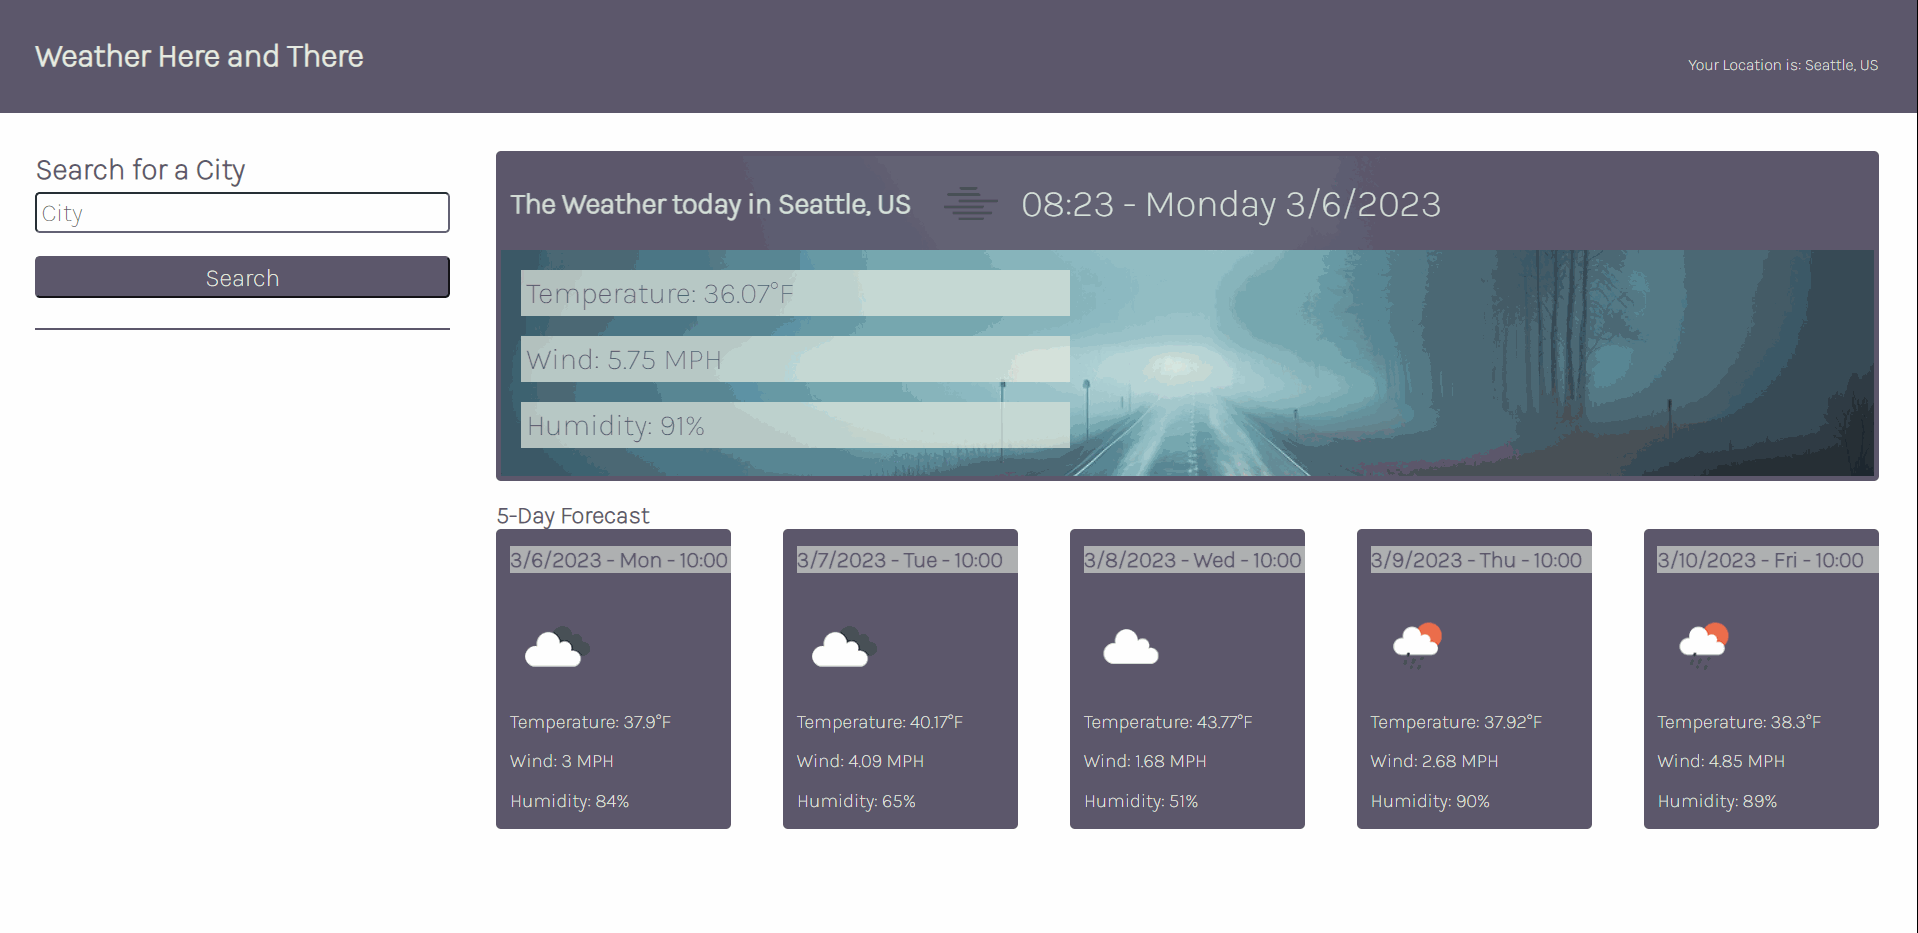 Weather Here and There
Your Location is: Seattle, US
Search for a City
City
Search
The Weather today in Seattle, US
08:23 - Monday 3/6/2023
Temperature: 36.07°F
Wind: 5.75 MPH
Humidity: 91%
5-Day Forecast
3/6/2023 - Mon - 10:00
Temperature: 37.9°F
Wind: 3 MPH
Humidity: 84%
3/7/2023 - Tue - 10:00
Temperature: 40.17°F
Wind: 4.09 MPH
Humidity: 65%
3/8/2023 - Wed - 10:00
Temperature: 43.77°F
Wind: 1.68 MPH
Humidity: 51%
3/9/2023 - Thu - 10:00
Temperature: 37.92°F
Wind: 2.68 MPH
Humidity: 90%
3/10/2023 - Fri - 10:00
Temperature: 38.3°F
Wind: 4.85 MPH
Humidity: 89%